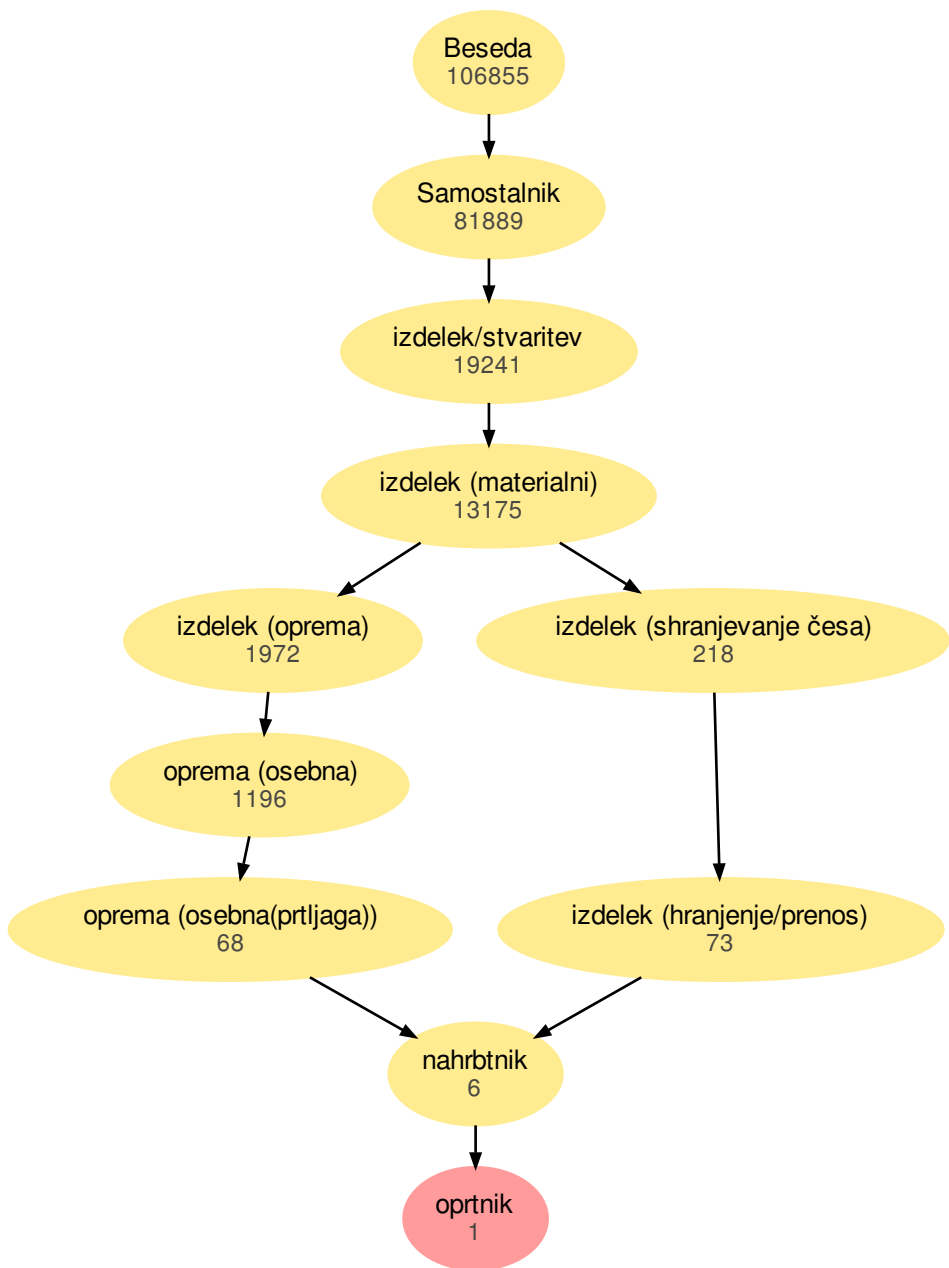 Beseda
106855
Samostalnik
81889
izdelek/stvaritev
19241
izdelek (materialni)
13175
izdelek (oprema)
1972
izdelek (shranjevanje česa)
218
oprema (osebna)
1196
oprema (osebna(prtljaga))
68
izdelek (hranjenje/prenos)
73
nahrbtnik
6
oprtnik
1